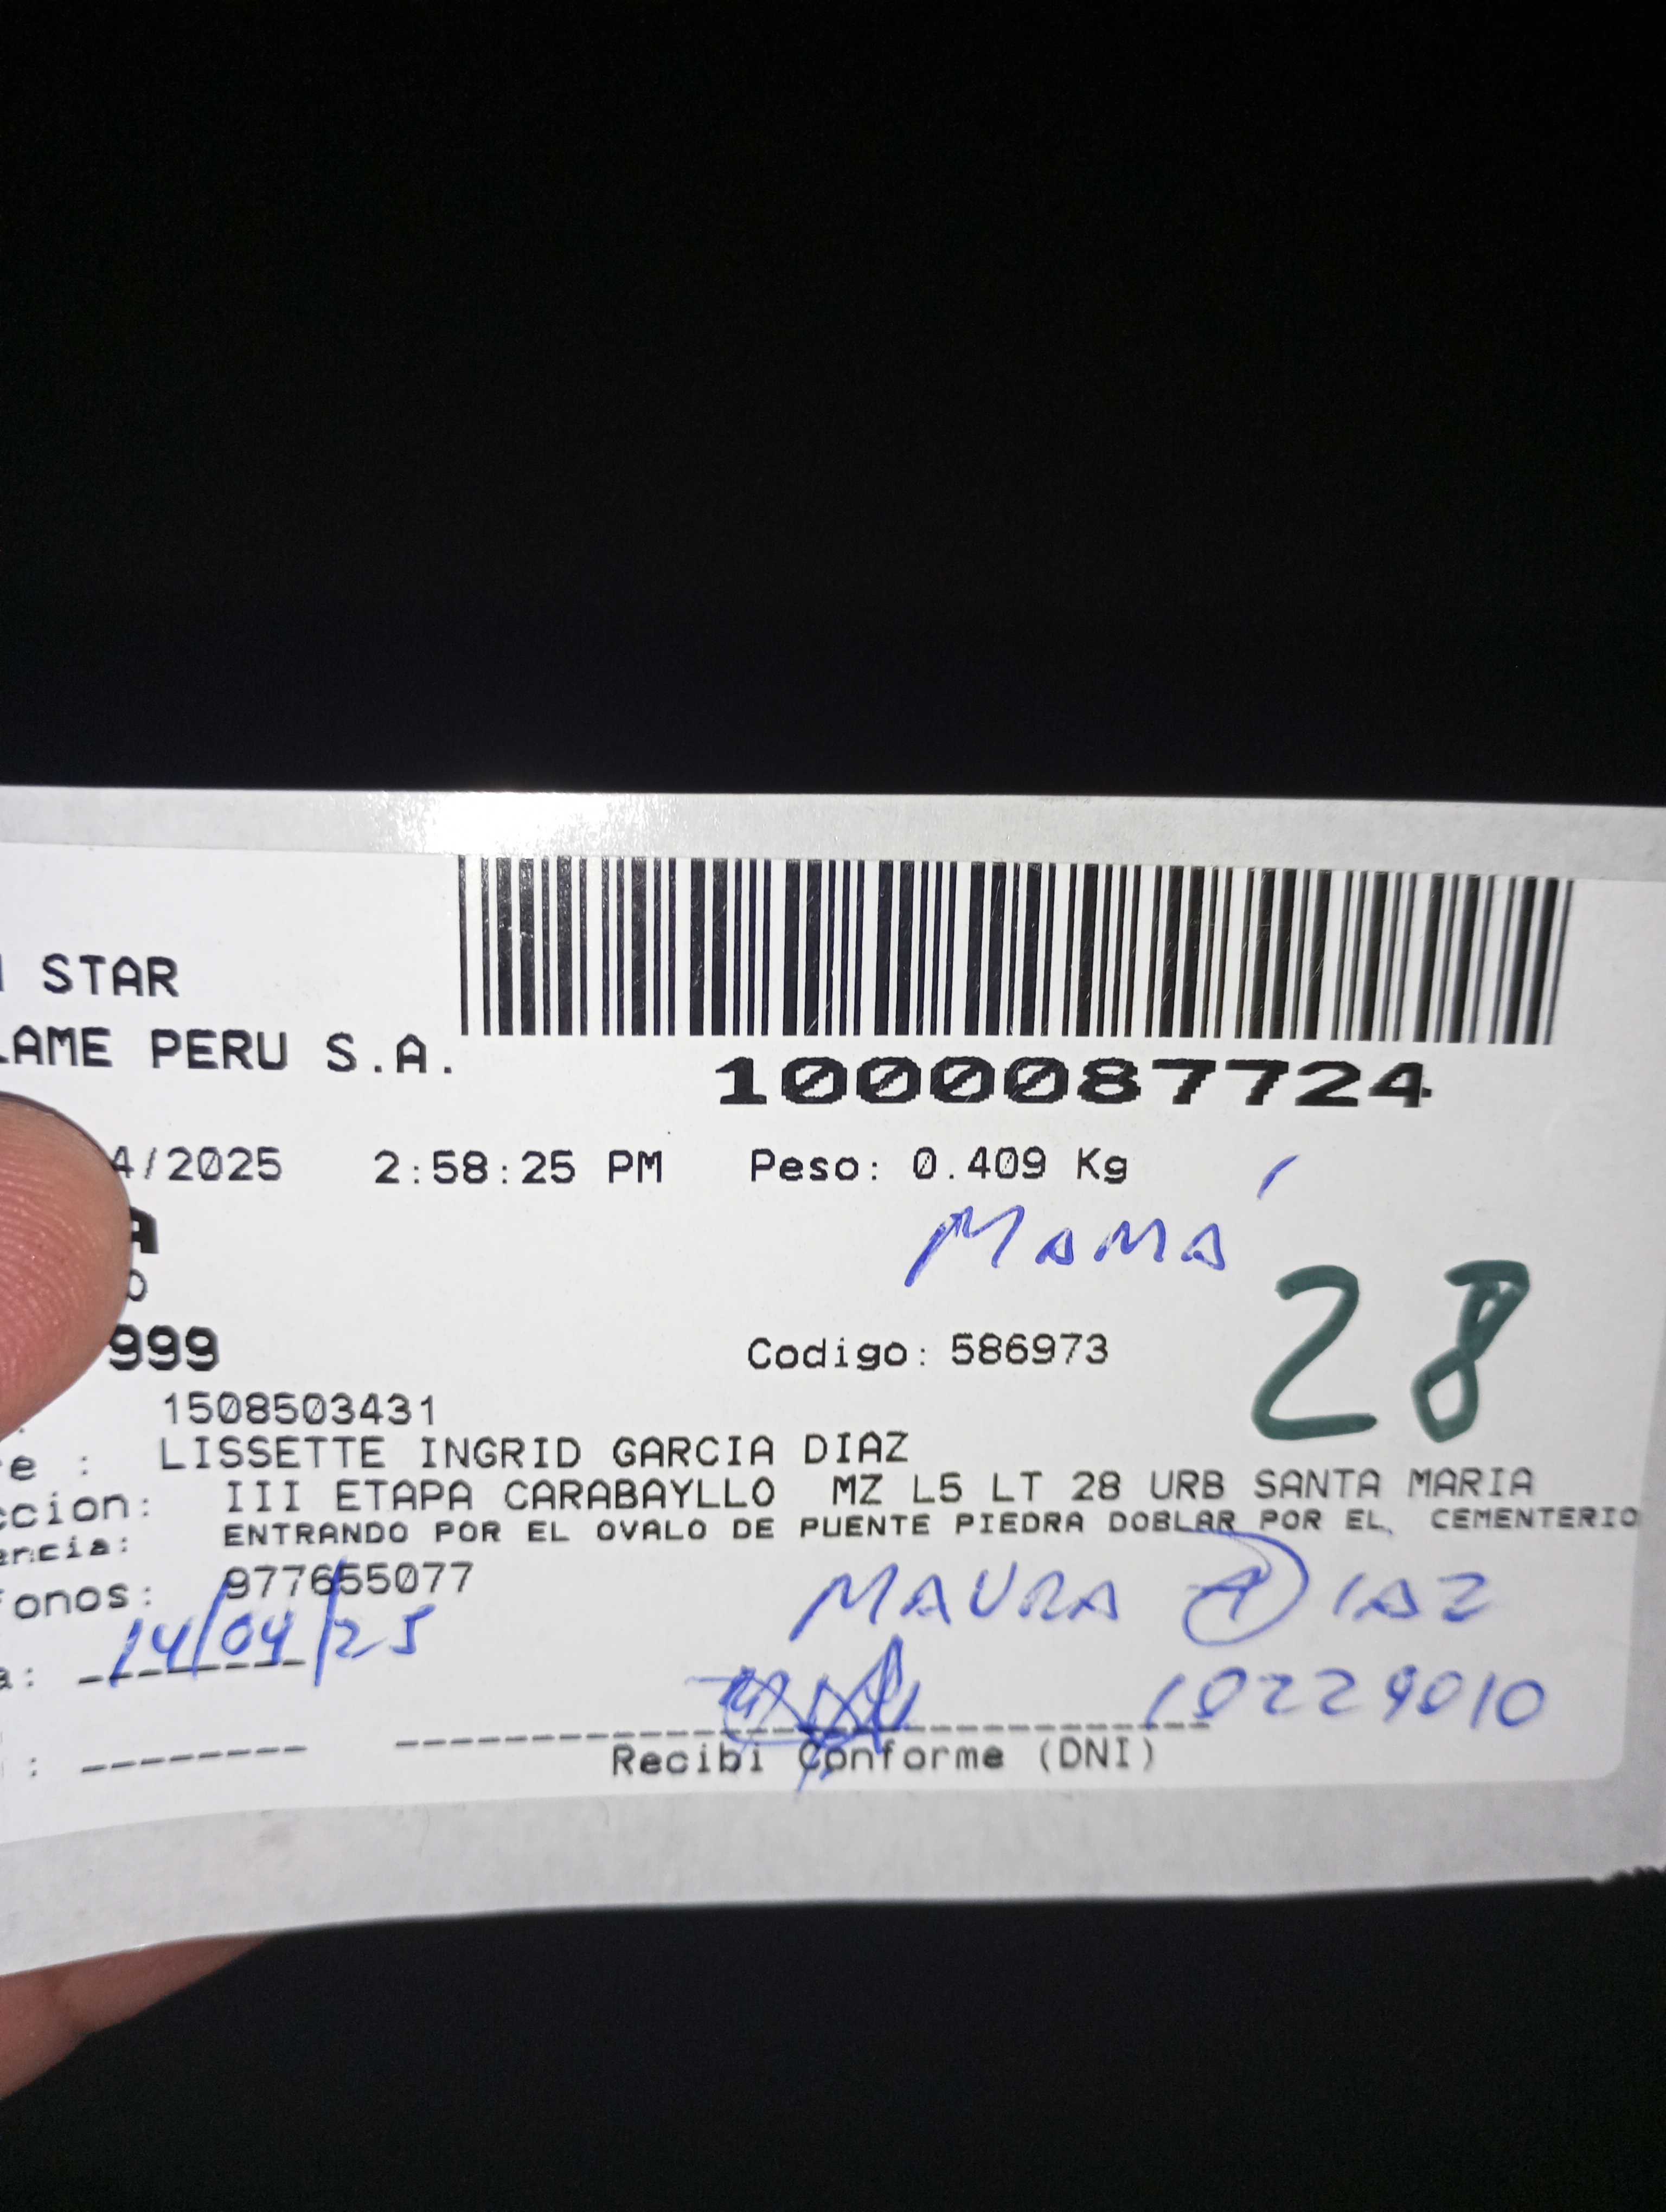 STAR
LAME PERU S.A.
1000087724
4/2025 2:58:25 PM Peso: 0.409 Kg
A
MAMÁ
O
28
999 Codigo: 586973
1508503431
e : LISSETTE INGRID GARCIA DIAZ
ccion: III ETAPA CARABAYLLO MZ L5 LT 28 URB SANTA MARIA
encia: ENTRANDO POR EL OVALO DE PUENTE PIEDRA DOBLAR POR EL CEMENTERIO
fonos: 977655077
MAURA DIAZ
a: 14/04/25
10229010
Recibi Conforme (DNI)